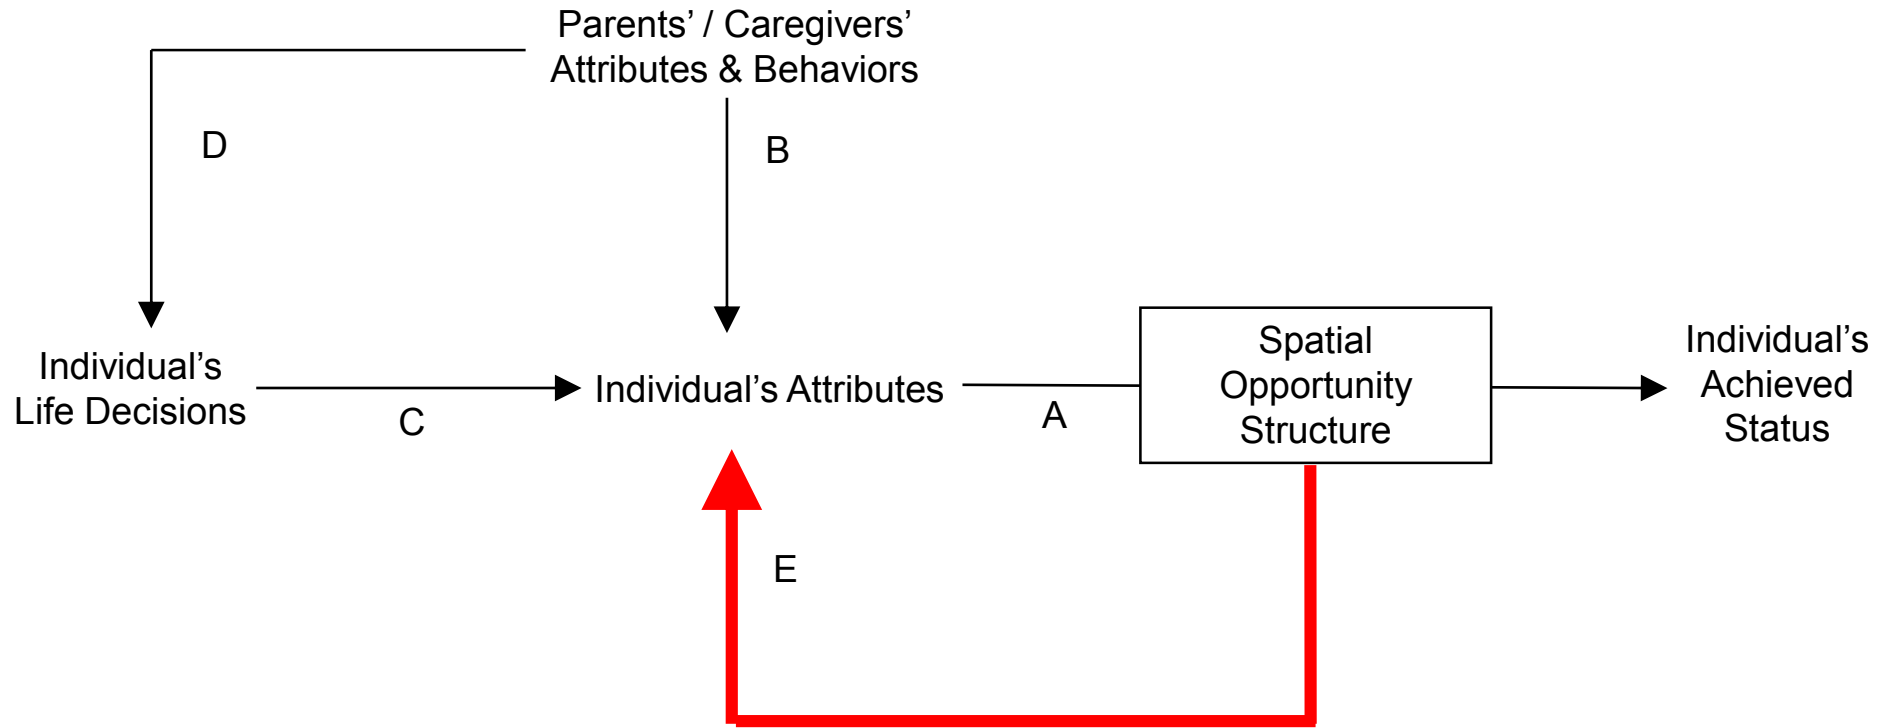 Parents’ / Caregivers’
Attributes & Behaviors
D
B
Individual’s
Life Decisions
C
Individual’s Attributes
A
Spatial
Opportunity
Structure
Individual’s
Achieved
Status
E